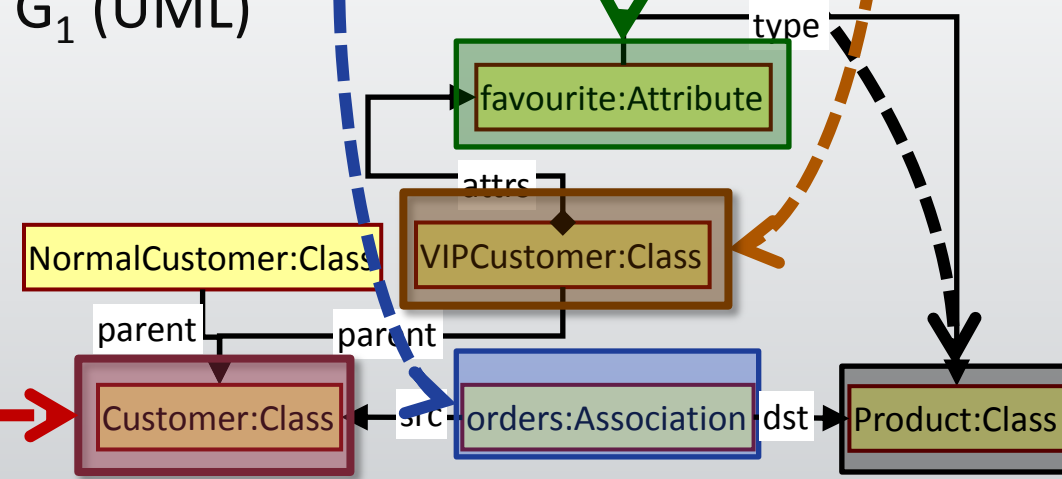 G₁ (UML)
type
favourite:Attribute
attrs
NormalCustomer:Class
VIPCustomer:Class
parent
parent
Customer:Class
src
orders:Association
dst
Product:Class